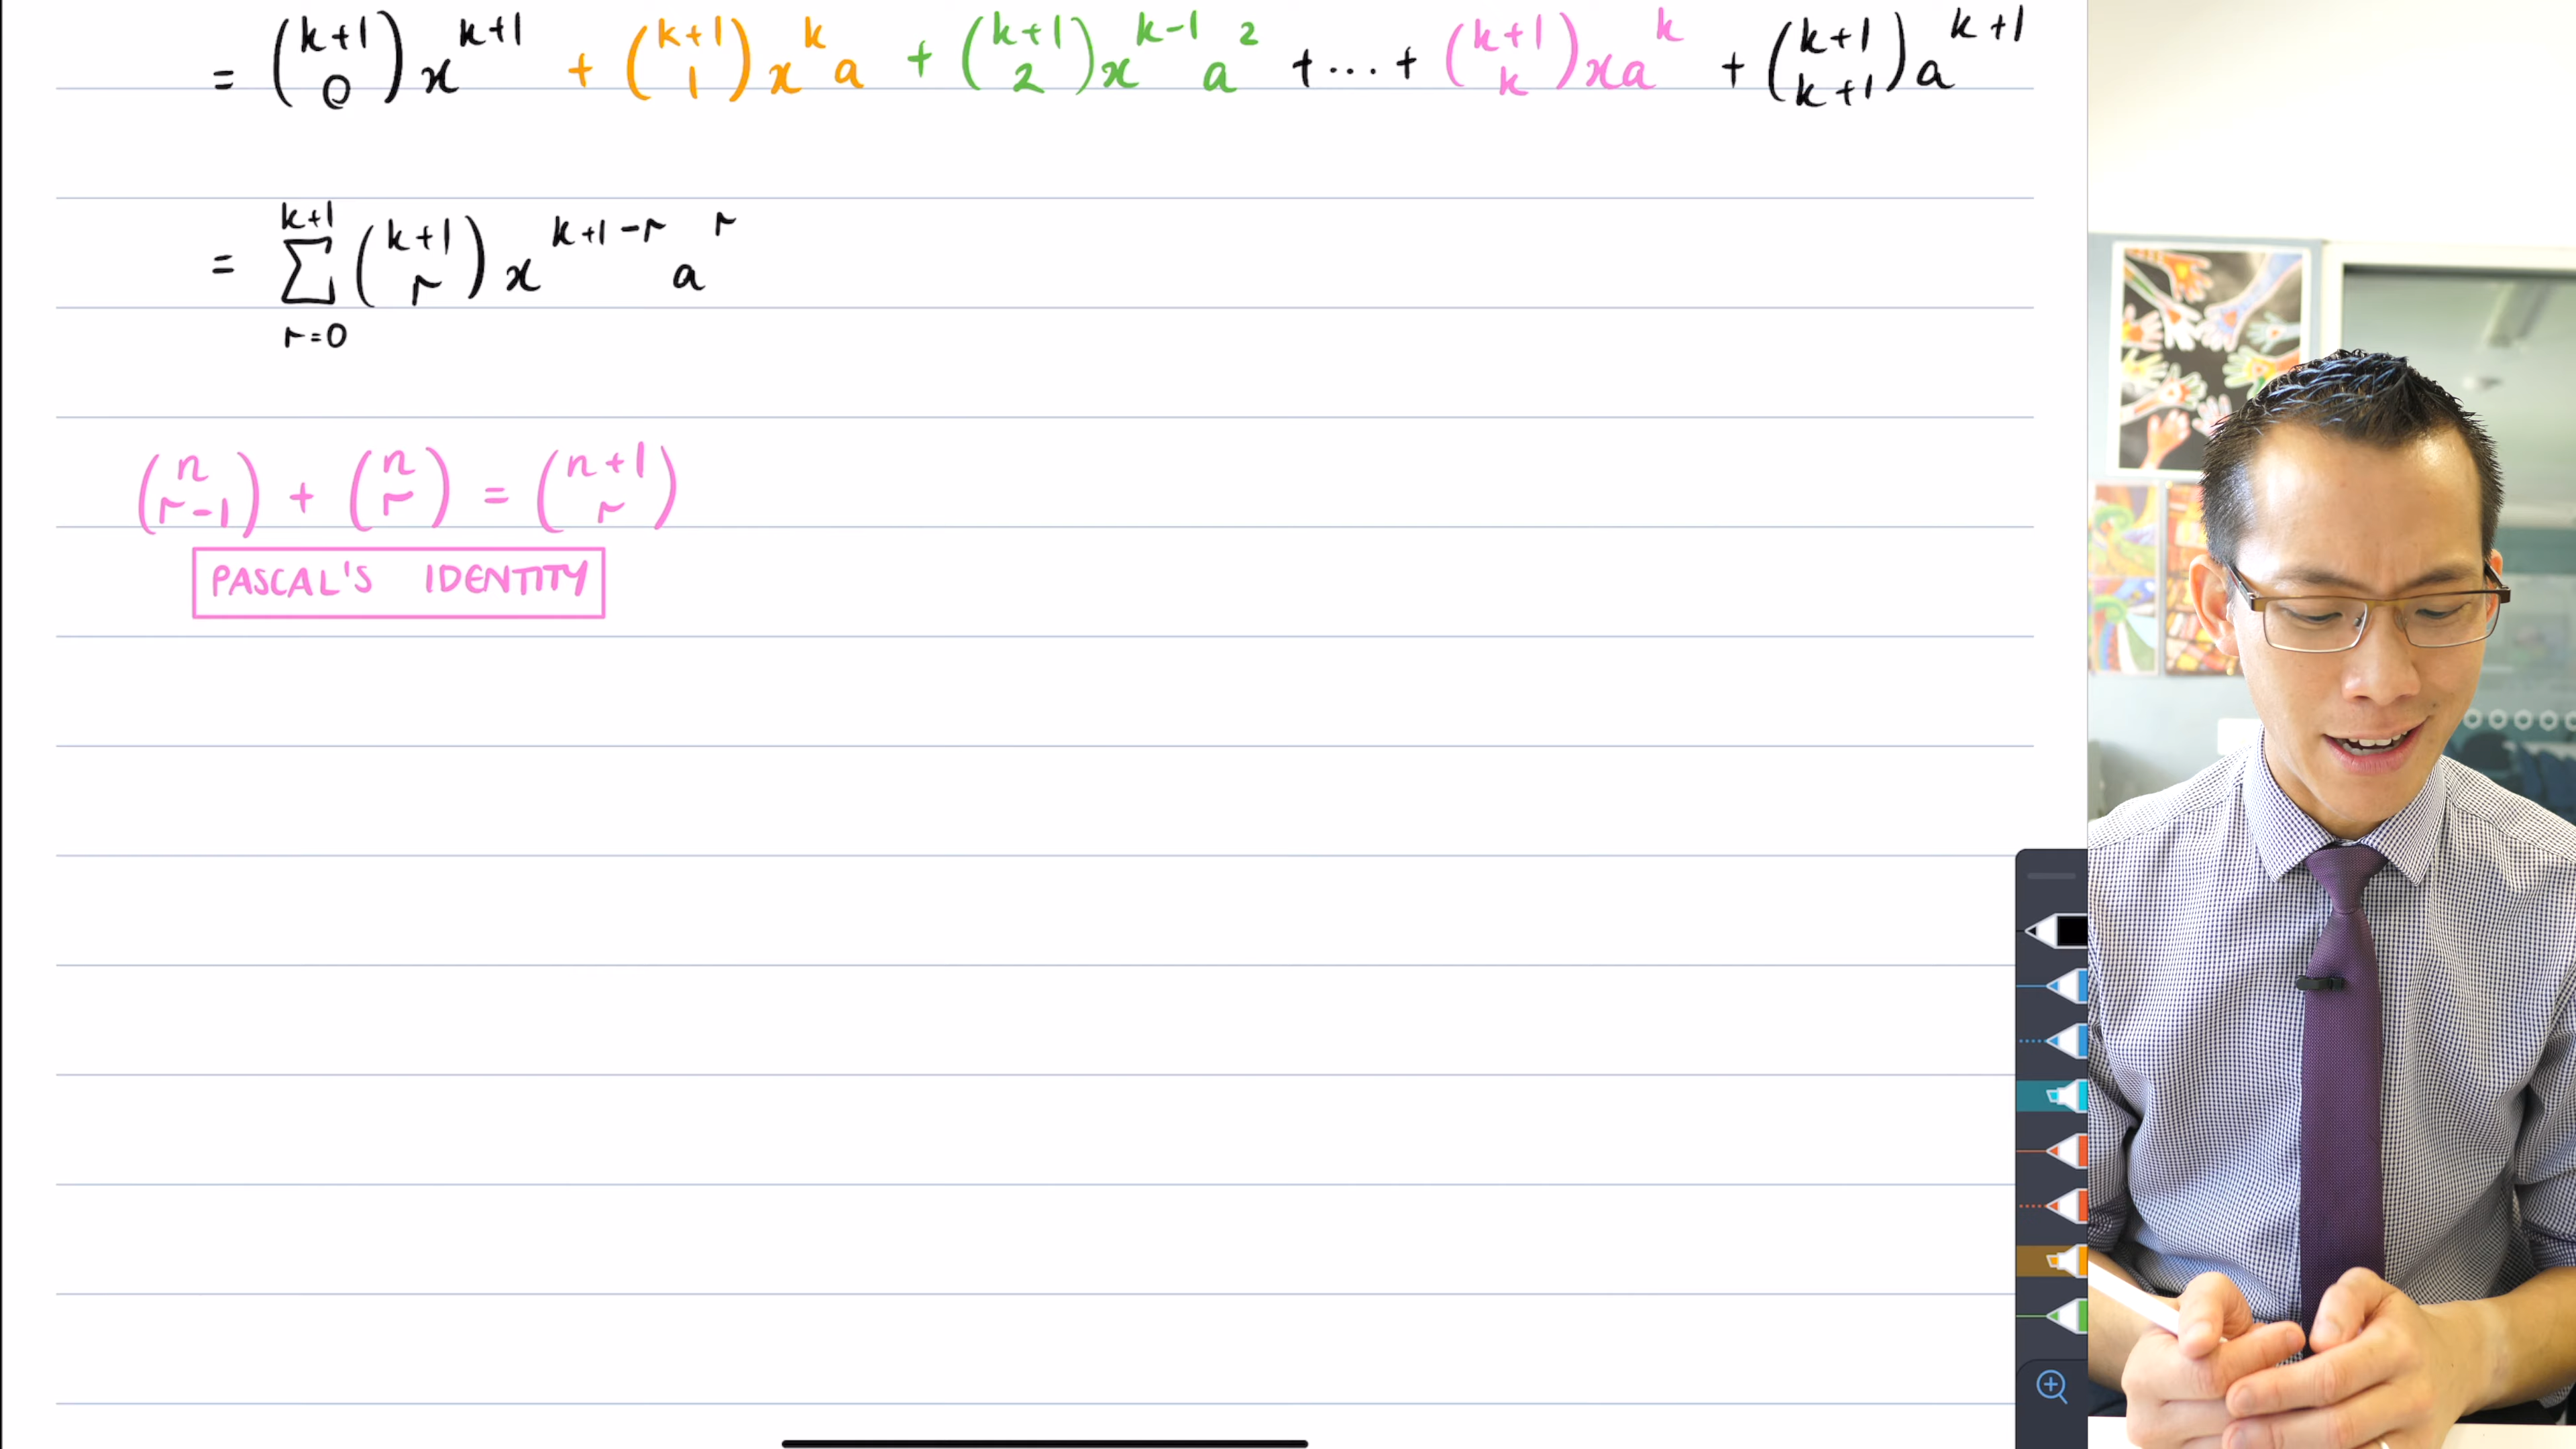 = (k+1 0) x^{k+1} + (k+1 1) x^k a + (k+1 2) x^{k-1} a^2 + ... + (k+1 k) x a^k + (k+1 k+1) a^{k+1}
= ∑_{r=0}^{k+1} (k+1 r) x^{k+1-r} a^r
(n r-1) + (n r) = (n+1 r)
PASCAL'S IDENTITY